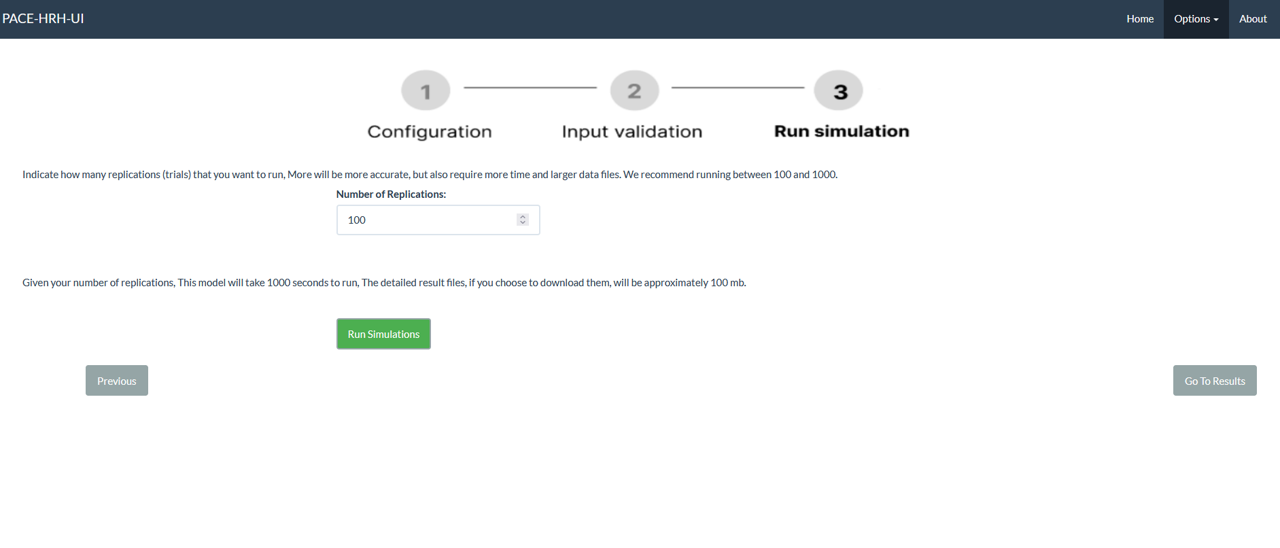 PACE-HRH-UI Home Options About
1 2 3
Configuration Input validation Run simulation
Indicate how many replications (trials) that you want to run, More will be more accurate, but also require more time and larger data files. We recommend running between 100 and 1000.
Number of Replications:
100
Given your number of replications, This model will take 1000 seconds to run, The detailed result files, if you choose to download them, will be approximately 100 mb.
Run Simulations
Previous Go To Results